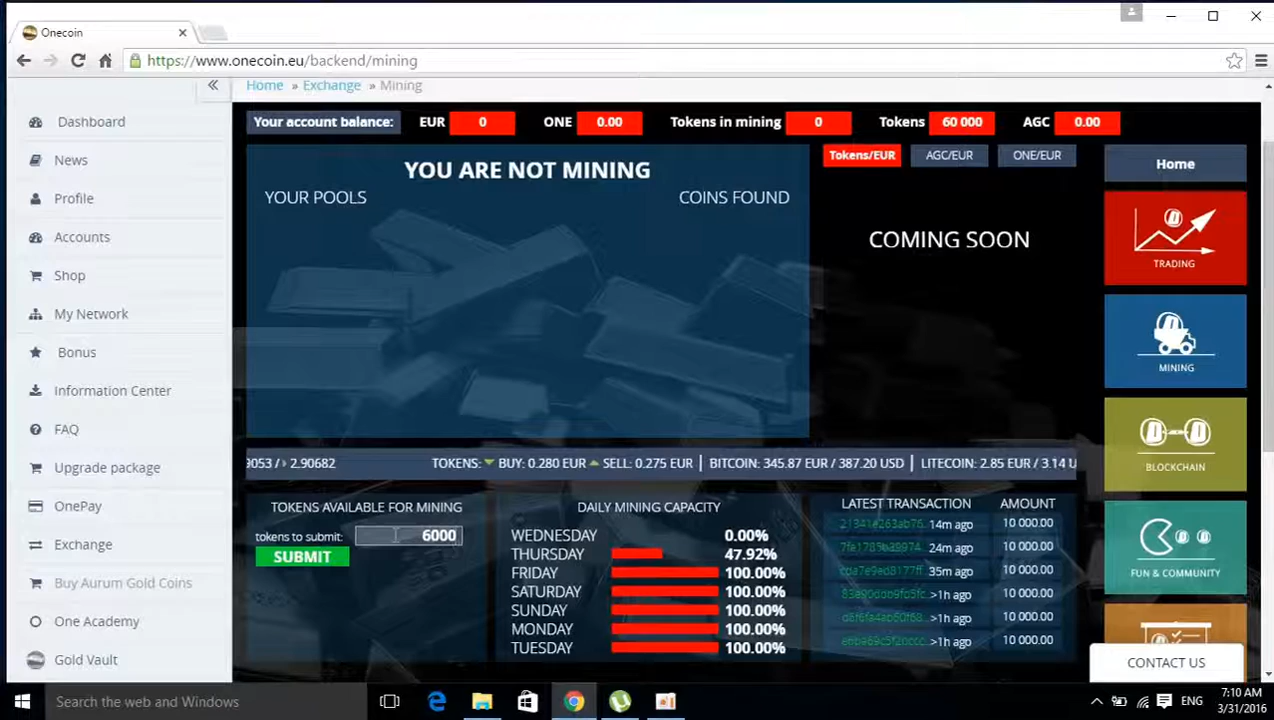 Onecoin
https://www.onecoin.eu/backend/mining
Home » Exchange » Mining
Dashboard
News
Profile
Accounts
Shop
My Network
Bonus
Information Center
FAQ
Upgrade package
OnePay
Exchange
Buy Aurum Gold Coins
One Academy
Gold Vault
Your account balance: EUR 0 ONE 0.00 Tokens in mining 0 Tokens 60 000 AGC 0.00
YOU ARE NOT MINING
YOUR POOLS COINS FOUND
Tokens/EUR AGC/EUR ONE/EUR
COMING SOON
Home
TRADING
MINING
BLOCKCHAIN
FUN & COMMUNITY
9053 / 2.90682 TOKENS: BUY: 0.280 EUR SELL: 0.275 EUR | BITCOIN: 345.87 EUR / 387.20 USD | LITECOIN: 2.85 EUR / 3.14 U
TOKENS AVAILABLE FOR MINING
tokens to submit: 6000
SUBMIT
DAILY MINING CAPACITY
WEDNESDAY 0.00%
THURSDAY 47.92%
FRIDAY 100.00%
SATURDAY 100.00%
SUNDAY 100.00%
MONDAY 100.00%
TUESDAY 100.00%
LATEST TRANSACTION AMOUNT
14m ago 10 000.00
24m ago 10 000.00
35m ago 10 000.00
>1h ago 10 000.00
>1h ago 10 000.00
>1h ago 10 000.00
CONTACT US
Search the web and Windows
ENG
7:10 AM
3/31/2016